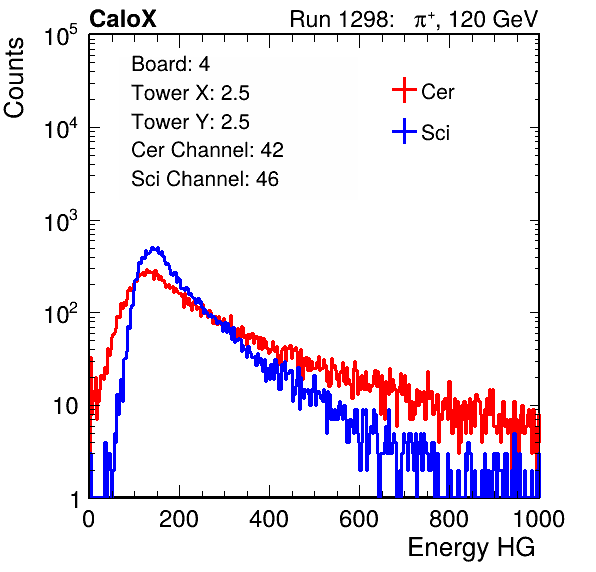 CaloX Run 1298: π⁺, 120 GeV
Counts
10⁵
10⁴
10³
10²
10
1
Board: 4
Tower X: 2.5
Tower Y: 2.5
Cer Channel: 42
Sci Channel: 46
Cer
Sci
0 200 400 600 800 1000
Energy HG